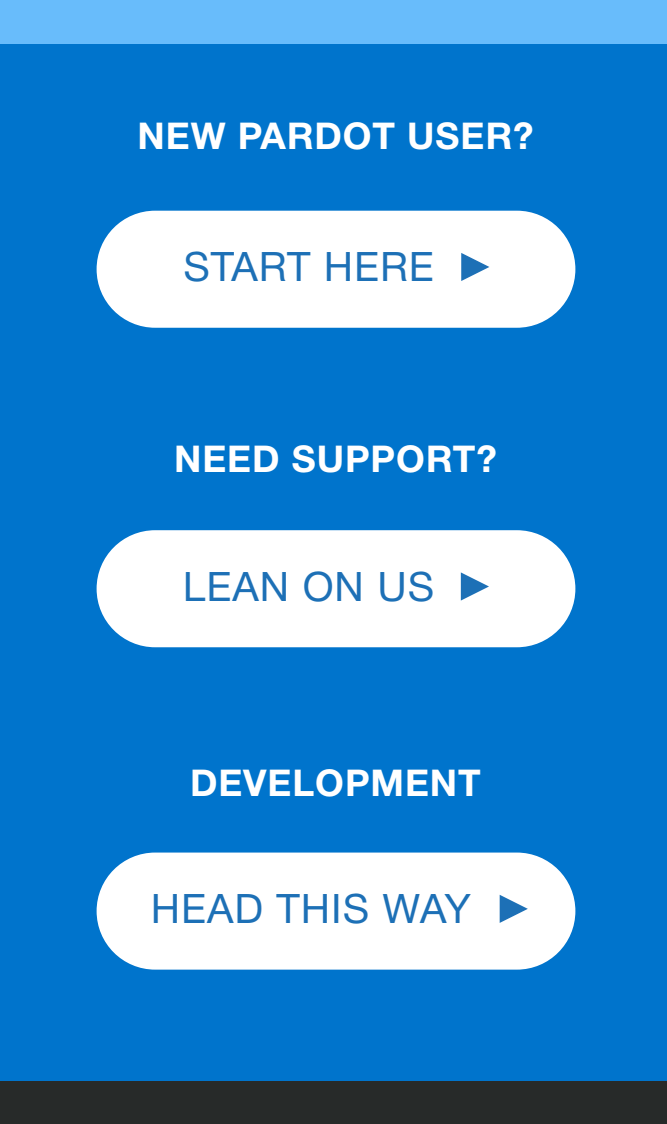 NEW PARDOT USER?
START HERE ►
NEED SUPPORT?
LEAN ON US ►
DEVELOPMENT
HEAD THIS WAY ►